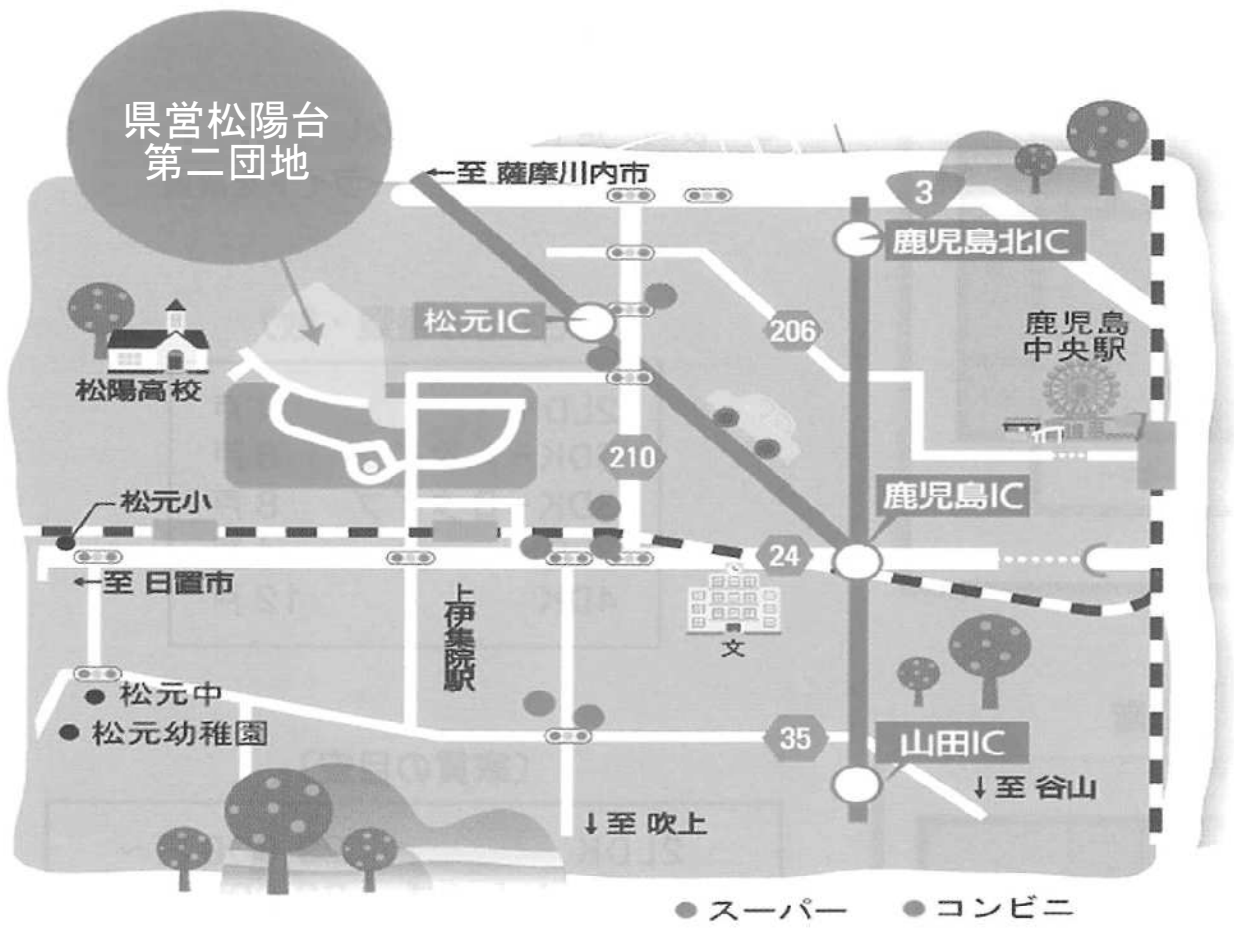 県営松陽台
第二団地
←至 薩摩川内市
3
鹿児島北IC
松元IC
206
鹿児島
中央駅
松陽高校
210
鹿児島IC
松元小
24
←至 日置市
上伊集院駅
文
松元中
松元幼稚園
35
山田IC
↓至 谷山
↓至 吹上
スーパー
コンビニ